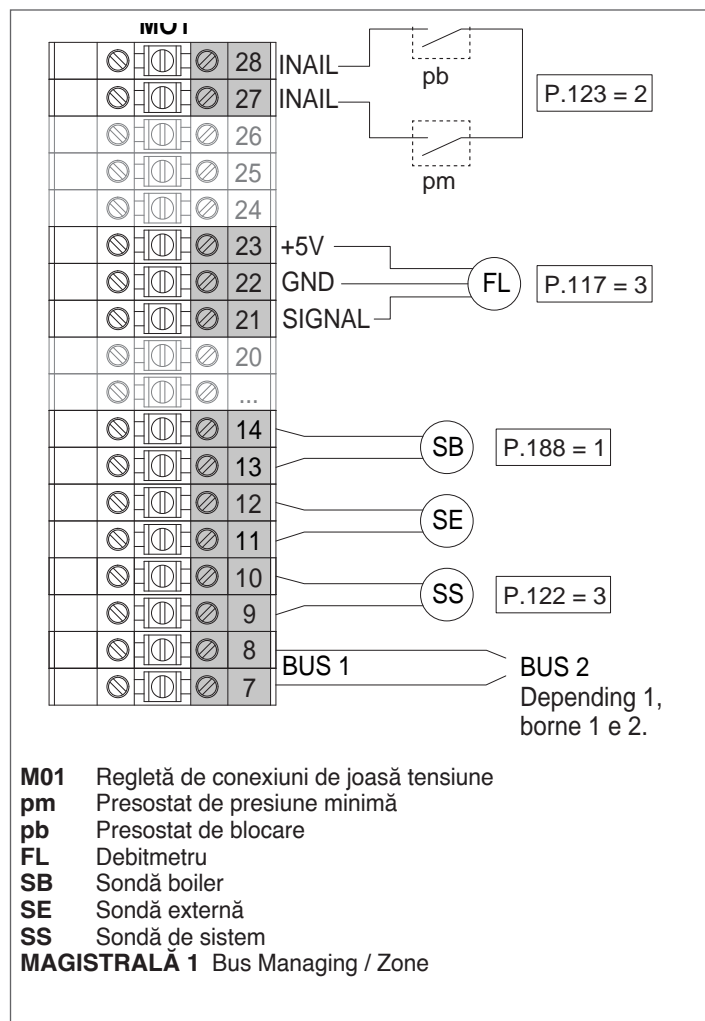 M01
28 INAIL
pb
27 INAIL
P.123 = 2
26
25
pm
24
23 +5V
22 GND FL P.117 = 3
21 SIGNAL
20
...
14
SB P.188 = 1
13
12
SE
11
10
SS P.122 = 3
9
8
BUS 1 BUS 2
7
Depending 1,
borne 1 e 2.
M01 Regletă de conexiuni de joasă tensiune
pm Presostat de presiune minimă
pb Presostat de blocare
FL Debitmetru
SB Sondă boiler
SE Sondă externă
SS Sondă de sistem
MAGISTRALĂ 1 Bus Managing / Zone